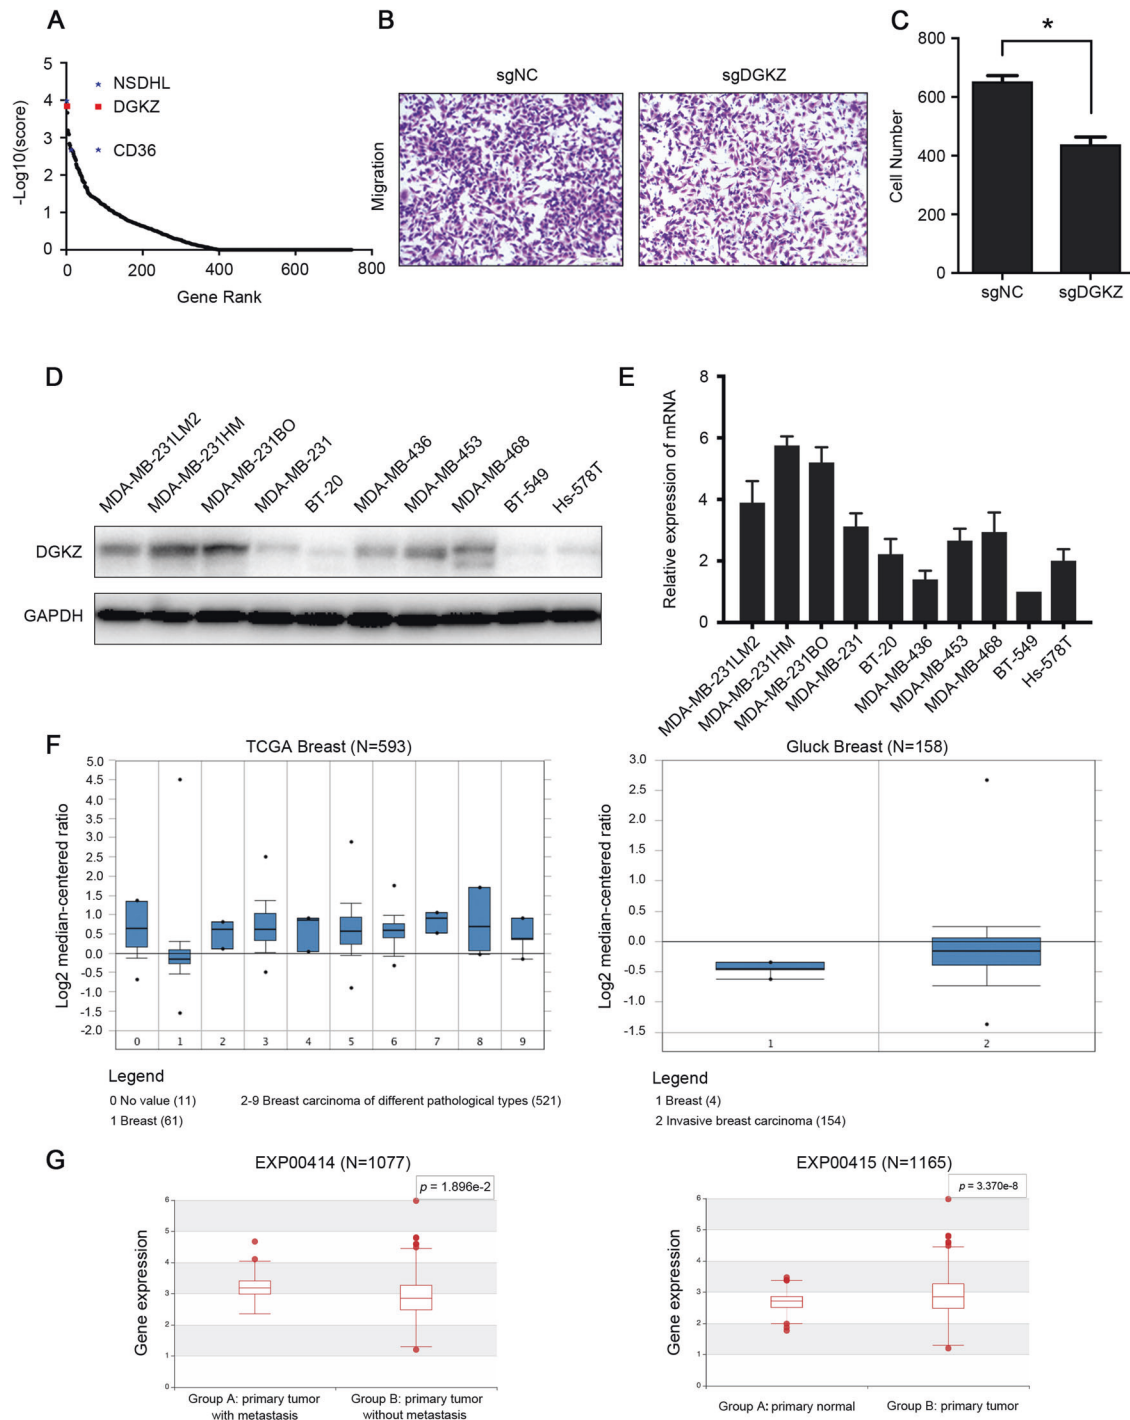 A
-Log10(score)
5
4
3
2
1
0
NSDHL
DGKZ
CD36
0
200
400
600
800
Gene Rank
B
sgNC
sgDGKZ
Migration
C
*
Cell Number
800
600
400
200
0
sgNC
sgDGKZ
D
MDA-MB-231LM2
MDA-MB-231HM
MDA-MB-231BO
MDA-MB-231
BT-20
MDA-MB-436
MDA-MB-453
MDA-MB-468
BT-549
Hs-578T
DGKZ
GAPDH
E
Relative expression of mRNA
8
6
4
2
0
MDA-MB-231LM2
MDA-MB-231HM
MDA-MB-231BO
MDA-MB-231
BT-20
MDA-MB-436
MDA-MB-453
MDA-MB-468
BT-549
Hs-578T
F
TCGA Breast (N=593)
Log2 median-centered ratio
5.0
4.5
4.0
3.5
3.0
2.5
2.0
1.5
1.0
0.5
0.0
-0.5
-1.0
-1.5
-2.0
0
1
2
3
4
5
6
7
8
9
Legend
0 No value (11)
2-9 Breast carcinoma of different pathological types (521)
1 Breast (61)
Gluck Breast (N=158)
Log2 median-centered ratio
3.0
2.5
2.0
1.5
1.0
0.5
0.0
-0.5
-1.0
-1.5
1
2
Legend
1 Breast (4)
2 Invasive breast carcinoma (154)
G
EXP00414 (N=1077)
p = 1.896e-2
Gene expression
6
5
4
3
2
1
0
Group A: primary tumor
with metastasis
Group B: primary tumor
without metastasis
EXP00415 (N=1165)
p = 3.370e-8
Gene expression
6
5
4
3
2
1
0
Group A: primary normal
Group B: primary tumor